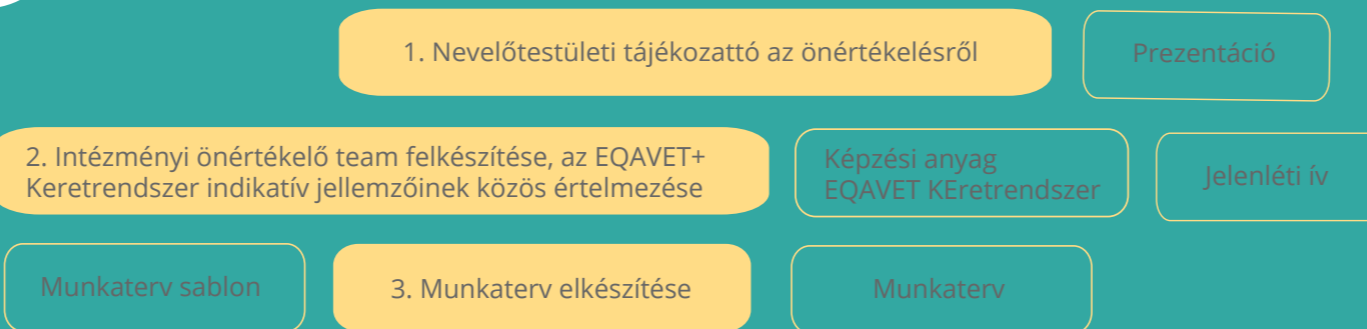 1. Nevelőtestületi tájékozattó az önértékelésről
Prezentáció
2. Intézményi önértékelő team felkészítése, az EQAVET+
Keretrendszer indikatív jellemzőinek közös értelmezése
Képzési anyag
EQAVET KEretrendszer
Jelenléti ív
Munkaterv sablon
3. Munkaterv elkészítése
Munkaterv